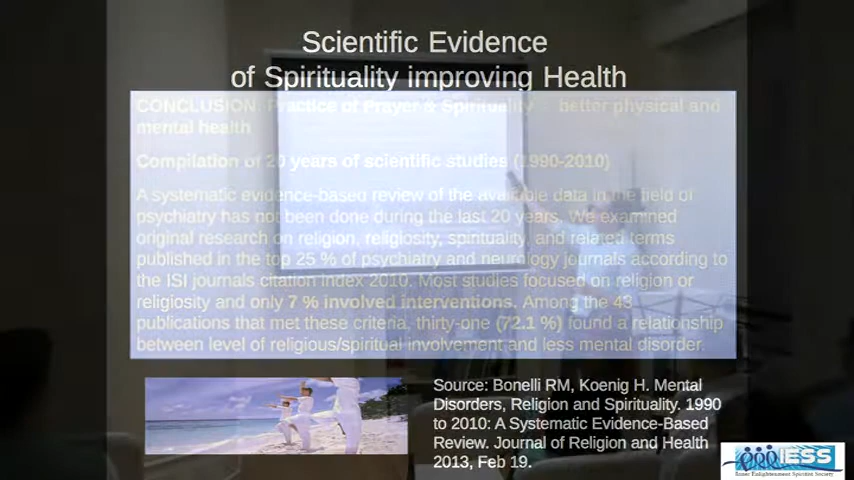 Scientific Evidence
of Spirituality improving Health
CONCLUSION: Practice of Prayer & Spirituality better physical and
mental health
Compilation of 20 years of scientific studies (1990-2010)
A systematic evidence-based review of the available data in the field of
psychiatry has not been done during the last 20 years. We examined
original research on religion, religiosity, spirituality, and related terms
published in the top 25 % of psychiatry and neurology journals according to
the ISI journals citation index 2010. Most studies focused on religion or
religiosity and only 7 % involved interventions. Among the 43
publications that met these criteria, thirty-one (72.1 %) found a relationship
between level of religious/spiritual involvement and less mental disorder.
Source: Bonelli RM, Koenig H. Mental
Disorders, Religion and Spirituality. 1990
to 2010: A Systematic Evidence-Based
Review. Journal of Religion and Health
2013, Feb 19.
IESS
Inner Enlightenment Spiritist Society